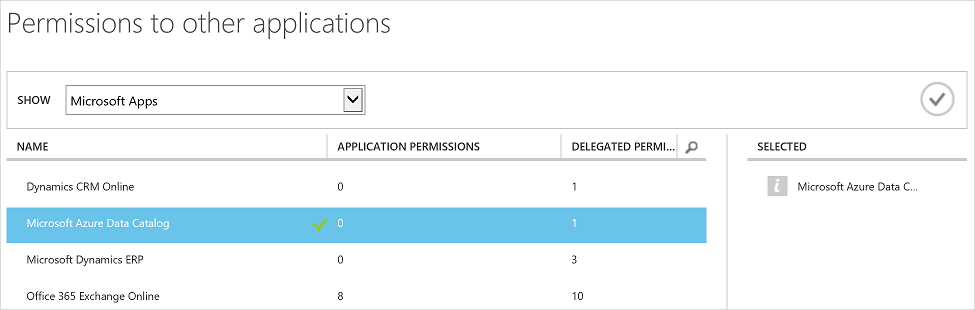 Permissions to other applications
SHOW Microsoft Apps
NAME APPLICATION PERMISSIONS DELEGATED PERMI... SELECTED
Dynamics CRM Online 0 1 i Microsoft Azure Data C...
Microsoft Azure Data Catalog 0 1
Microsoft Dynamics ERP 0 3
Office 365 Exchange Online 8 10